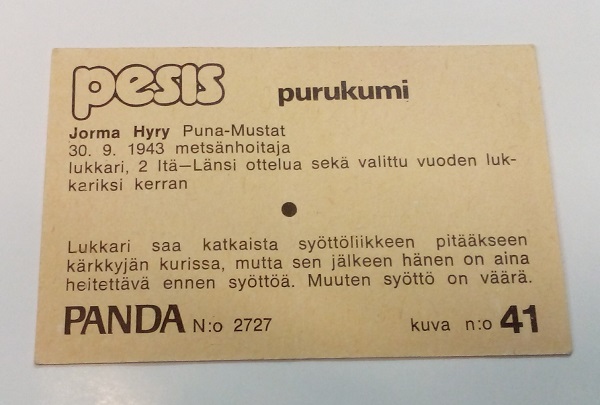 pesis purukumi
Jorma Hyry Puna-Mustat
30. 9. 1943 metsänhoitaja
lukkari, 2 Itä—Länsi ottelua sekä valittu vuoden luk-
kariksi kerran
Lukkari saa katkaista syöttöliikkeen pitääkseen
kärkkyjän kurissa, mutta sen jälkeen hänen on aina
heitettävä ennen syöttöä. Muuten syöttö on väärä.
PANDA N:o 2727 kuva n:o 41